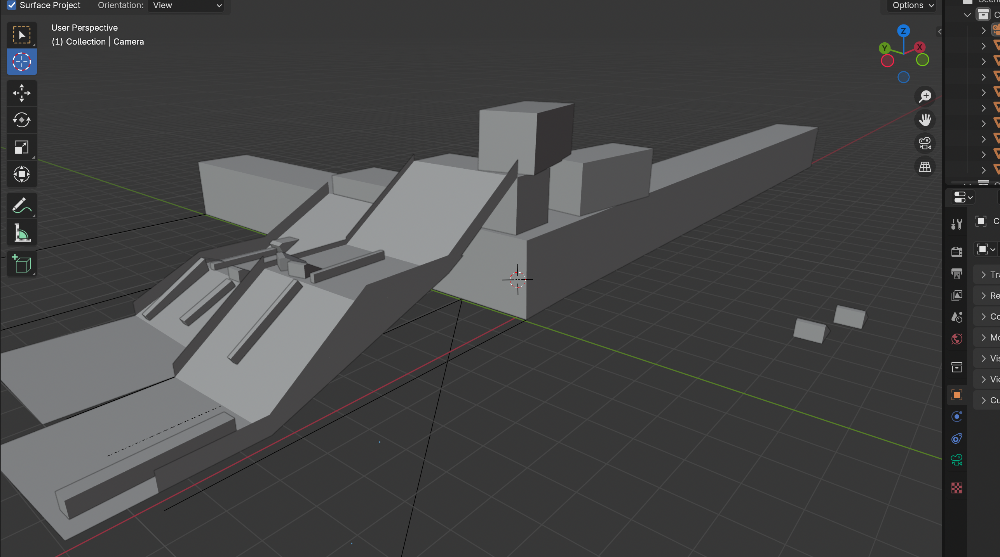 Surface Project
Orientation:
View
Options
User Perspective
(1) Collection | Camera
Z
Y
X